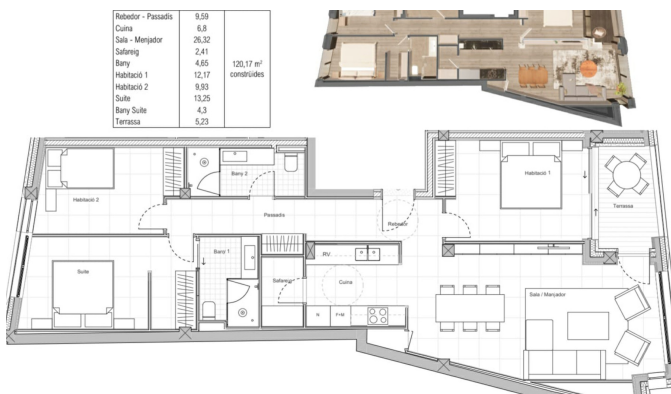 Rebedor - Passadís 9,59
Cuina 6,8
Sala - Menjador 26,32
Safareig 2,41
Bany 4,65
Habitació 1 12,17
Habitació 2 9,93
Suite 13,25
Bany Suite 4,3
Terrassa 5,23
120,17 m²
construïdes
Habitació 2
Bany 2
Habitació 1
Terrassa
Passadís
Rebedor
Suite
Bany 1
Safareig
RV
Cuina
N
F+M
Sala / Menjador